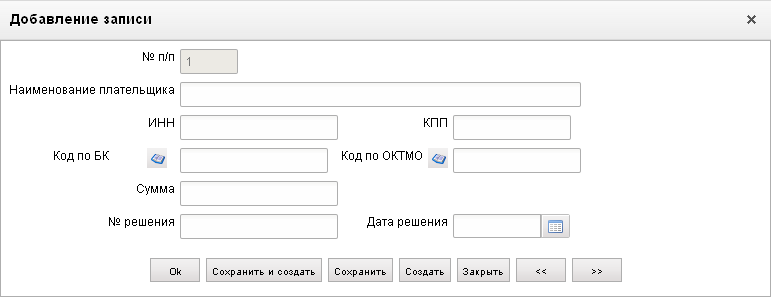 Добавление записи ×
№ п/п 1
Наименование плательщика
ИНН КПП
Код по БК Код по ОКТМО
Сумма
№ решения Дата решения
Ok Сохранить и создать Сохранить Создать Закрыть << >>